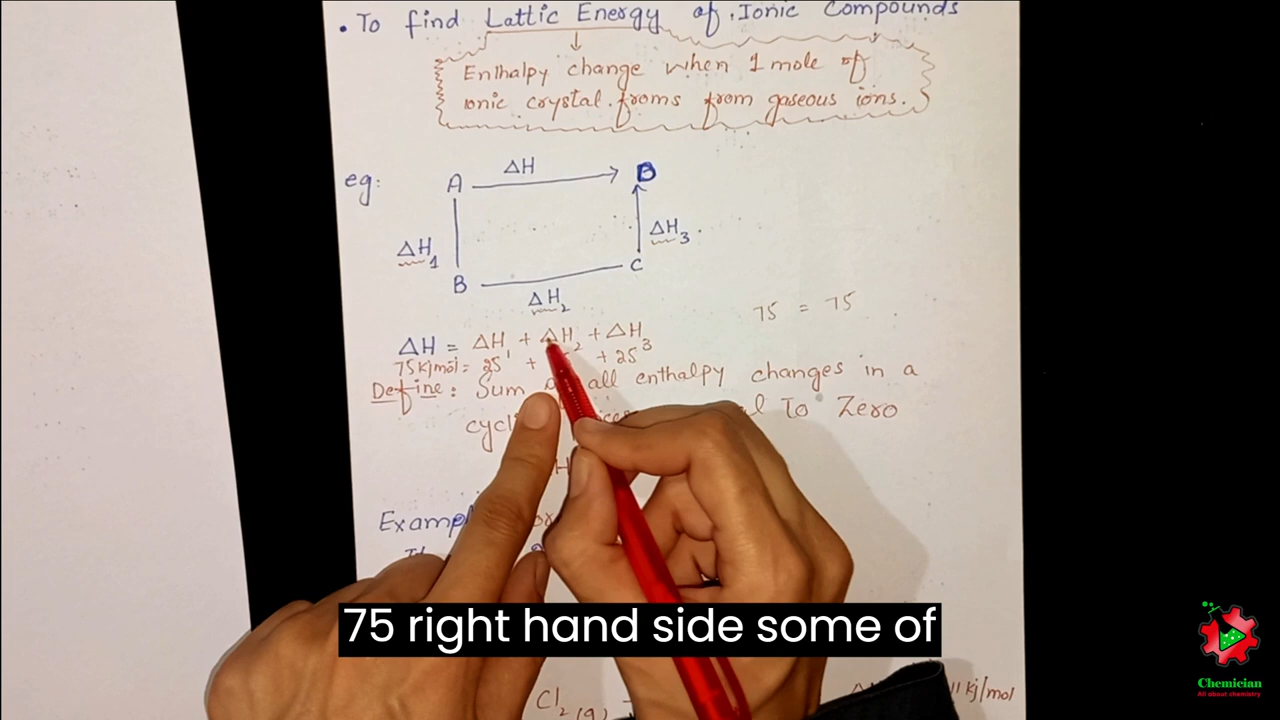 • To find Lattic Energy of Ionic Compounds
Enthalpy change when 1 mole of
ionic crystal froms from gaseous ions.
eg:
A ΔH D
ΔH1 ΔH3
B C
ΔH2
75 = 75
ΔH = ΔH1 + ΔH2 + ΔH3
75 kj mol = 25 + + 25
Define: Sum of all enthalpy changes in a
To Zero
75 right hand side some of
Cl2(g)
kj/mol
Chemician
All about chemistry